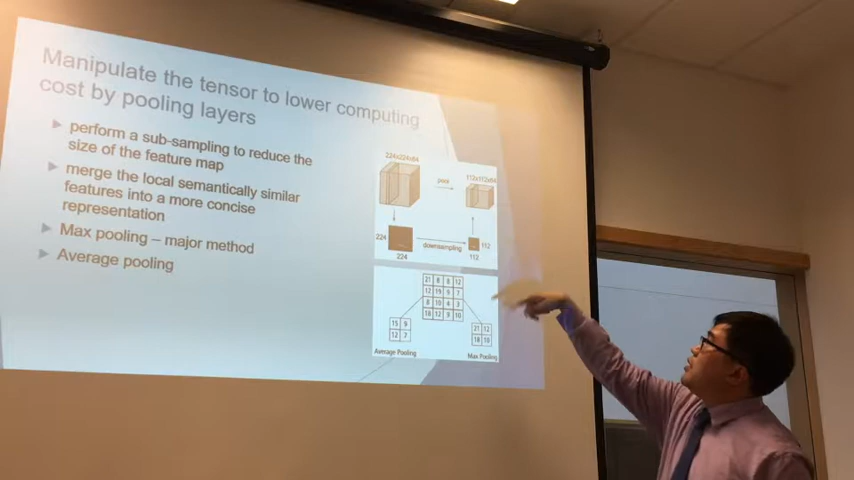 Manipulate the tensor to lower computing
cost by pooling layers
perform a sub-sampling to reduce the
size of the feature map
merge the local semantically similar
features into a more concise
representation
Max pooling – major method
Average pooling
224x224x64
pool
112x112x64
224
224
downsampling
112
112
21 8 8 12
12 19 9 7
8 10 4 3
18 12 9 10
15 9
12 7
21 12
18 10
Average Pooling
Max Pooling